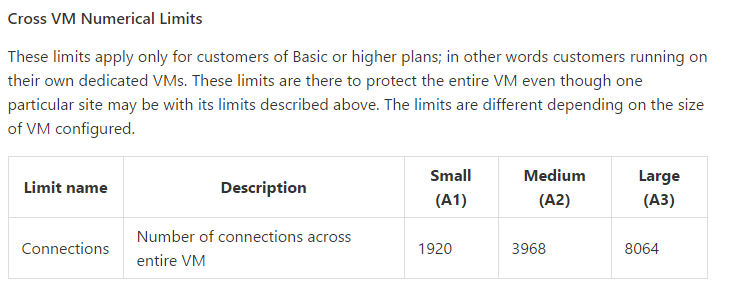 Cross VM Numerical Limits
These limits apply only for customers of Basic or higher plans; in other words customers running on
their own dedicated VMs. These limits are there to protect the entire VM even though one
particular site may be with its limits described above. The limits are different depending on the size
of VM configured.
Limit name Description Small (A1) Medium (A2) Large (A3)
Connections Number of connections across entire VM 1920 3968 8064